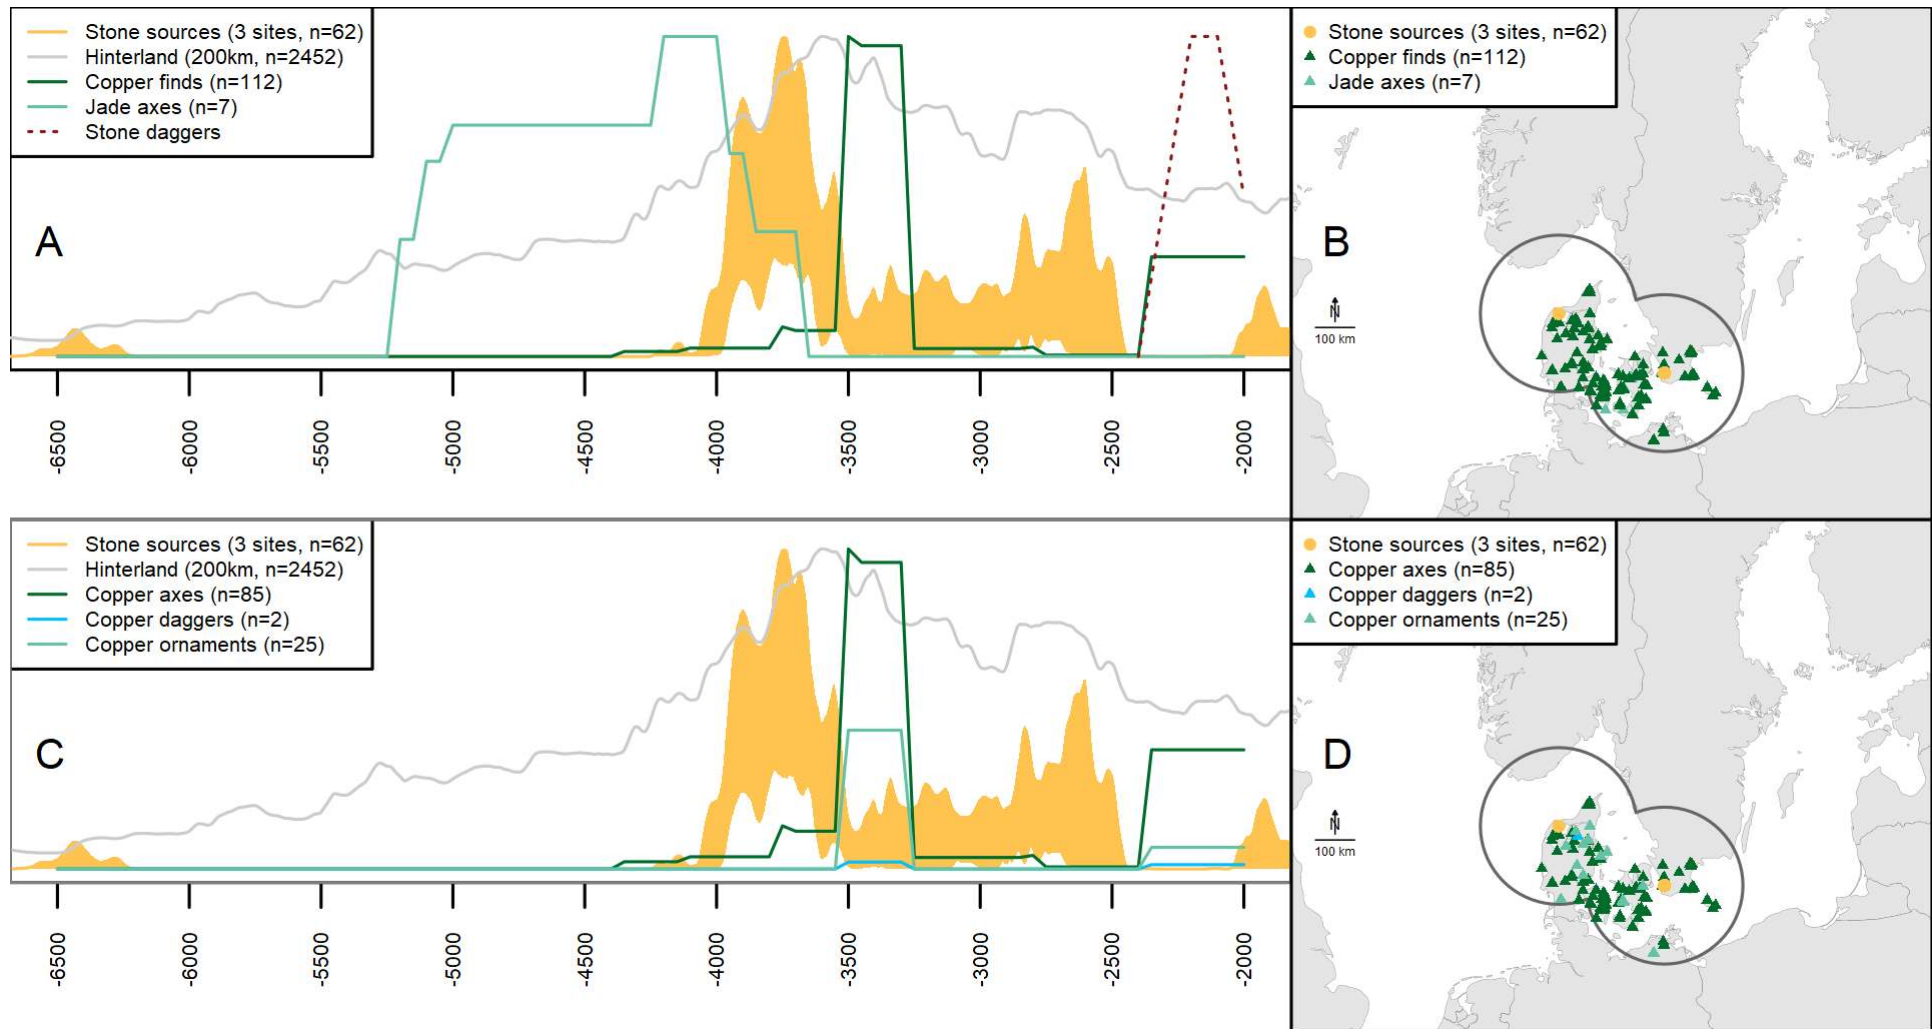 Stone sources (3 sites, n=62)
Hinterland (200km, n=2452)
Copper finds (n=112)
Jade axes (n=7)
Stone daggers
A
-6500
-6000
-5500
-5000
-4500
-4000
-3500
-3000
-2500
-2000
Stone sources (3 sites, n=62)
Copper finds (n=112)
Jade axes (n=7)
B
N
100 km
Stone sources (3 sites, n=62)
Hinterland (200km, n=2452)
Copper axes (n=85)
Copper daggers (n=2)
Copper ornaments (n=25)
C
-6500
-6000
-5500
-5000
-4500
-4000
-3500
-3000
-2500
-2000
Stone sources (3 sites, n=62)
Copper axes (n=85)
Copper daggers (n=2)
Copper ornaments (n=25)
D
N
100 km